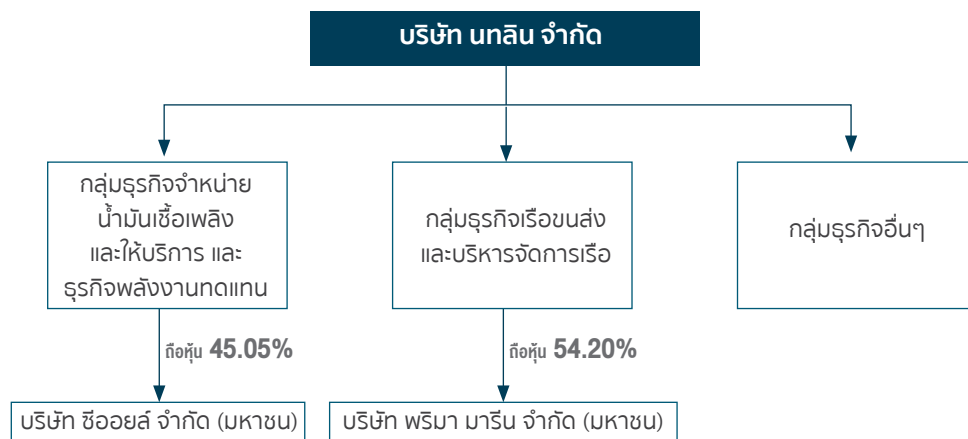 บริษัท นทลิน จำกัด
กลุ่มธุรกิจจำหน่าย
น้ำมันเชื้อเพลิง
และให้บริการ และ
ธุรกิจพลังงานทดแทน
กลุ่มธุรกิจเรือขนส่ง
และบริหารจัดการเรือ
กลุ่มธุรกิจอื่นๆ
ถือหุ้น 45.05%
ถือหุ้น 54.20%
บริษัท ซีออยล์ จำกัด (มหาชน)
บริษัท พริมา มารีน จำกัด (มหาชน)